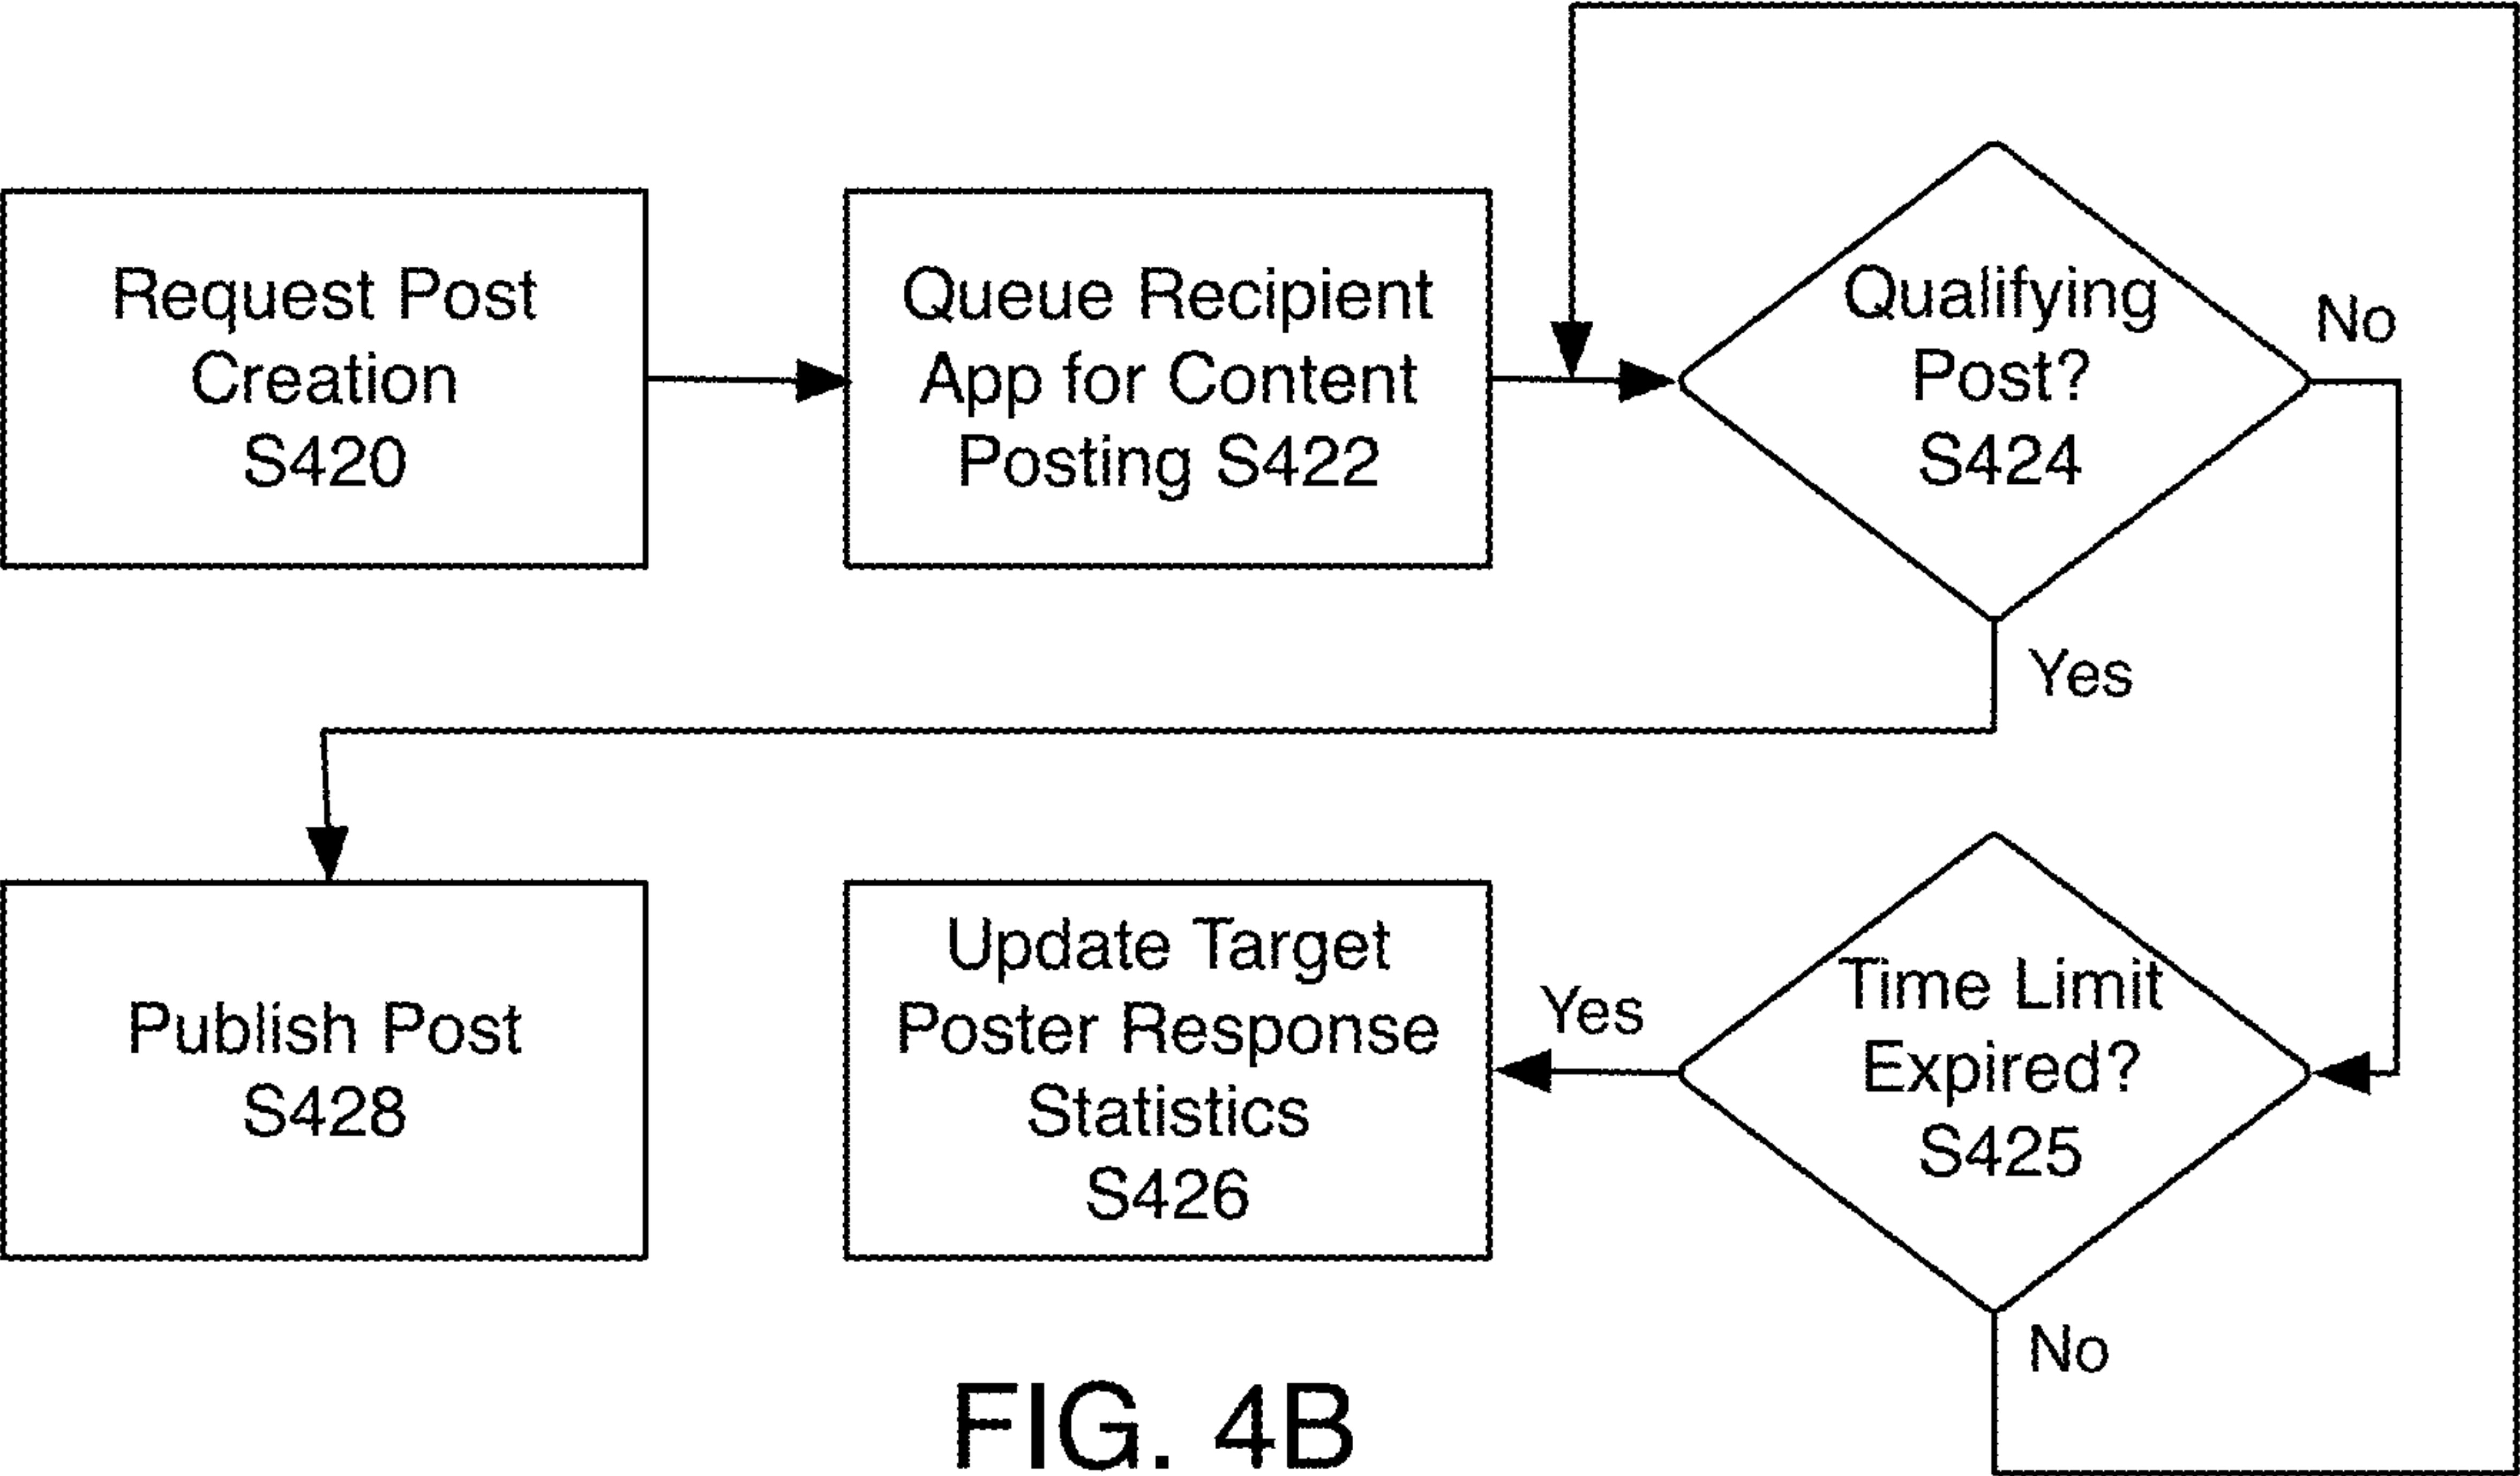 Request Post
Creation
S420
Queue Recipient
App for Content
Posting S422
Qualifying
Post?
S424
No
Yes
Publish Post
S428
Update Target
Poster Response
Statistics
S426
Yes
Time Limit
Expired?
S425
No
FIG. 4B